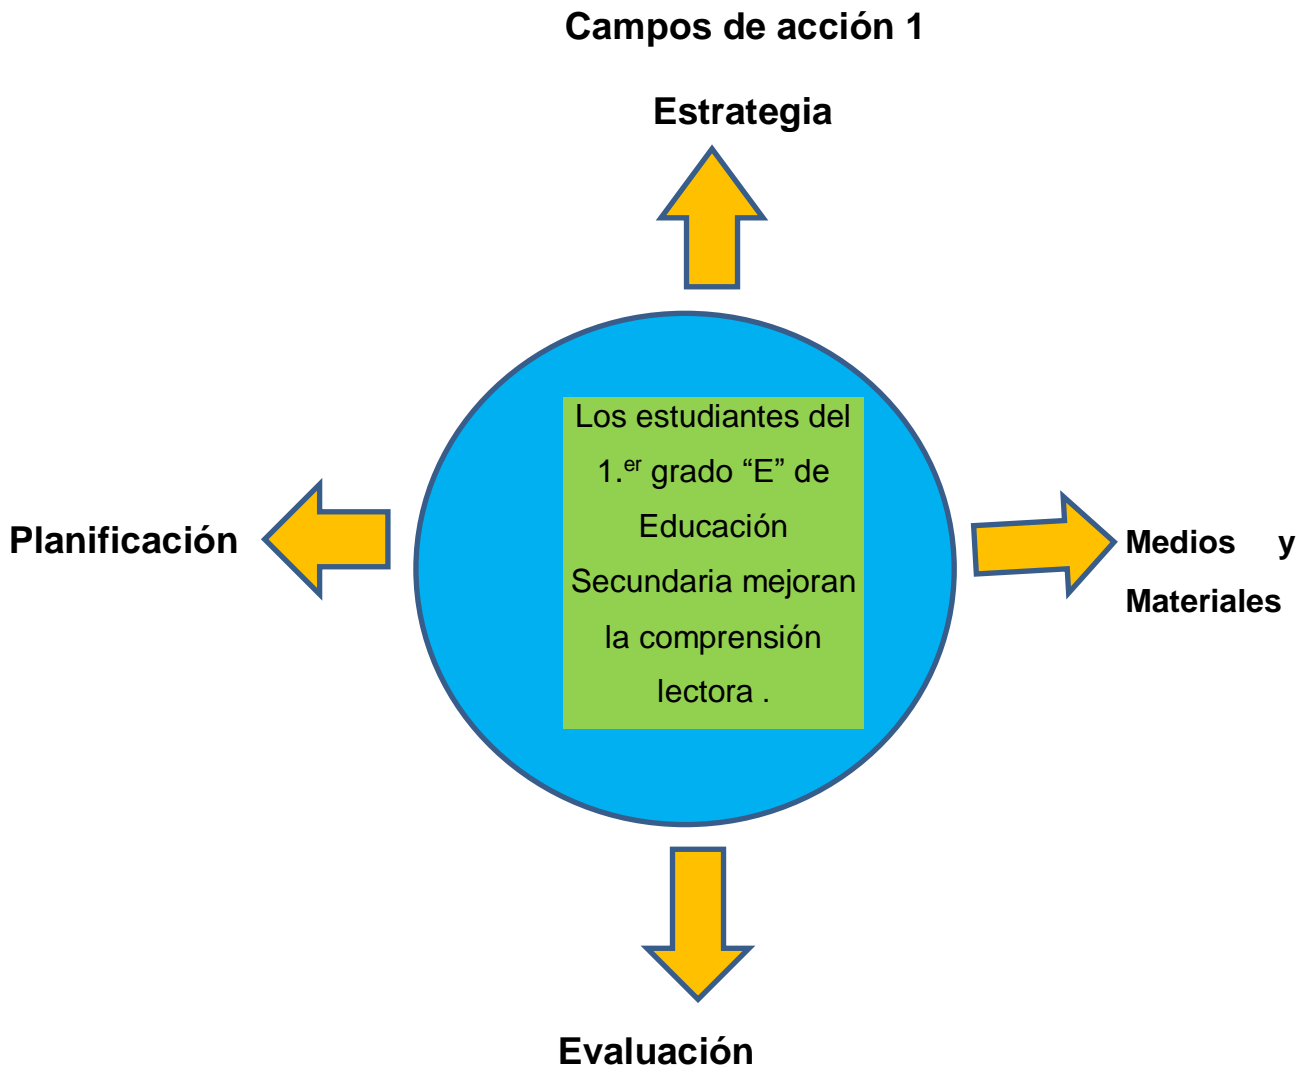 Campos de acción 1
Estrategia
Los estudiantes del
1.er grado “E” de
Educación
Secundaria mejoran
la comprensión
lectora .
Planificación
Medios y
Materiales
Evaluación